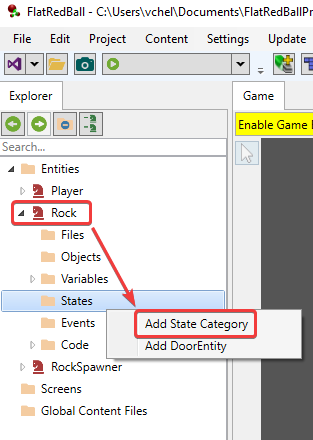 FlatRedBall - C:\Users\vchel\Documents\FlatRedBallPr
File Edit Project Content Settings Update
Explorer
Game
Enable Game
Search...
Entities
Player
Rock
Files
Objects
Variables
States
Add State Category
Events
Add DoorEntity
Code
RockSpawner
Screens
Global Content Files